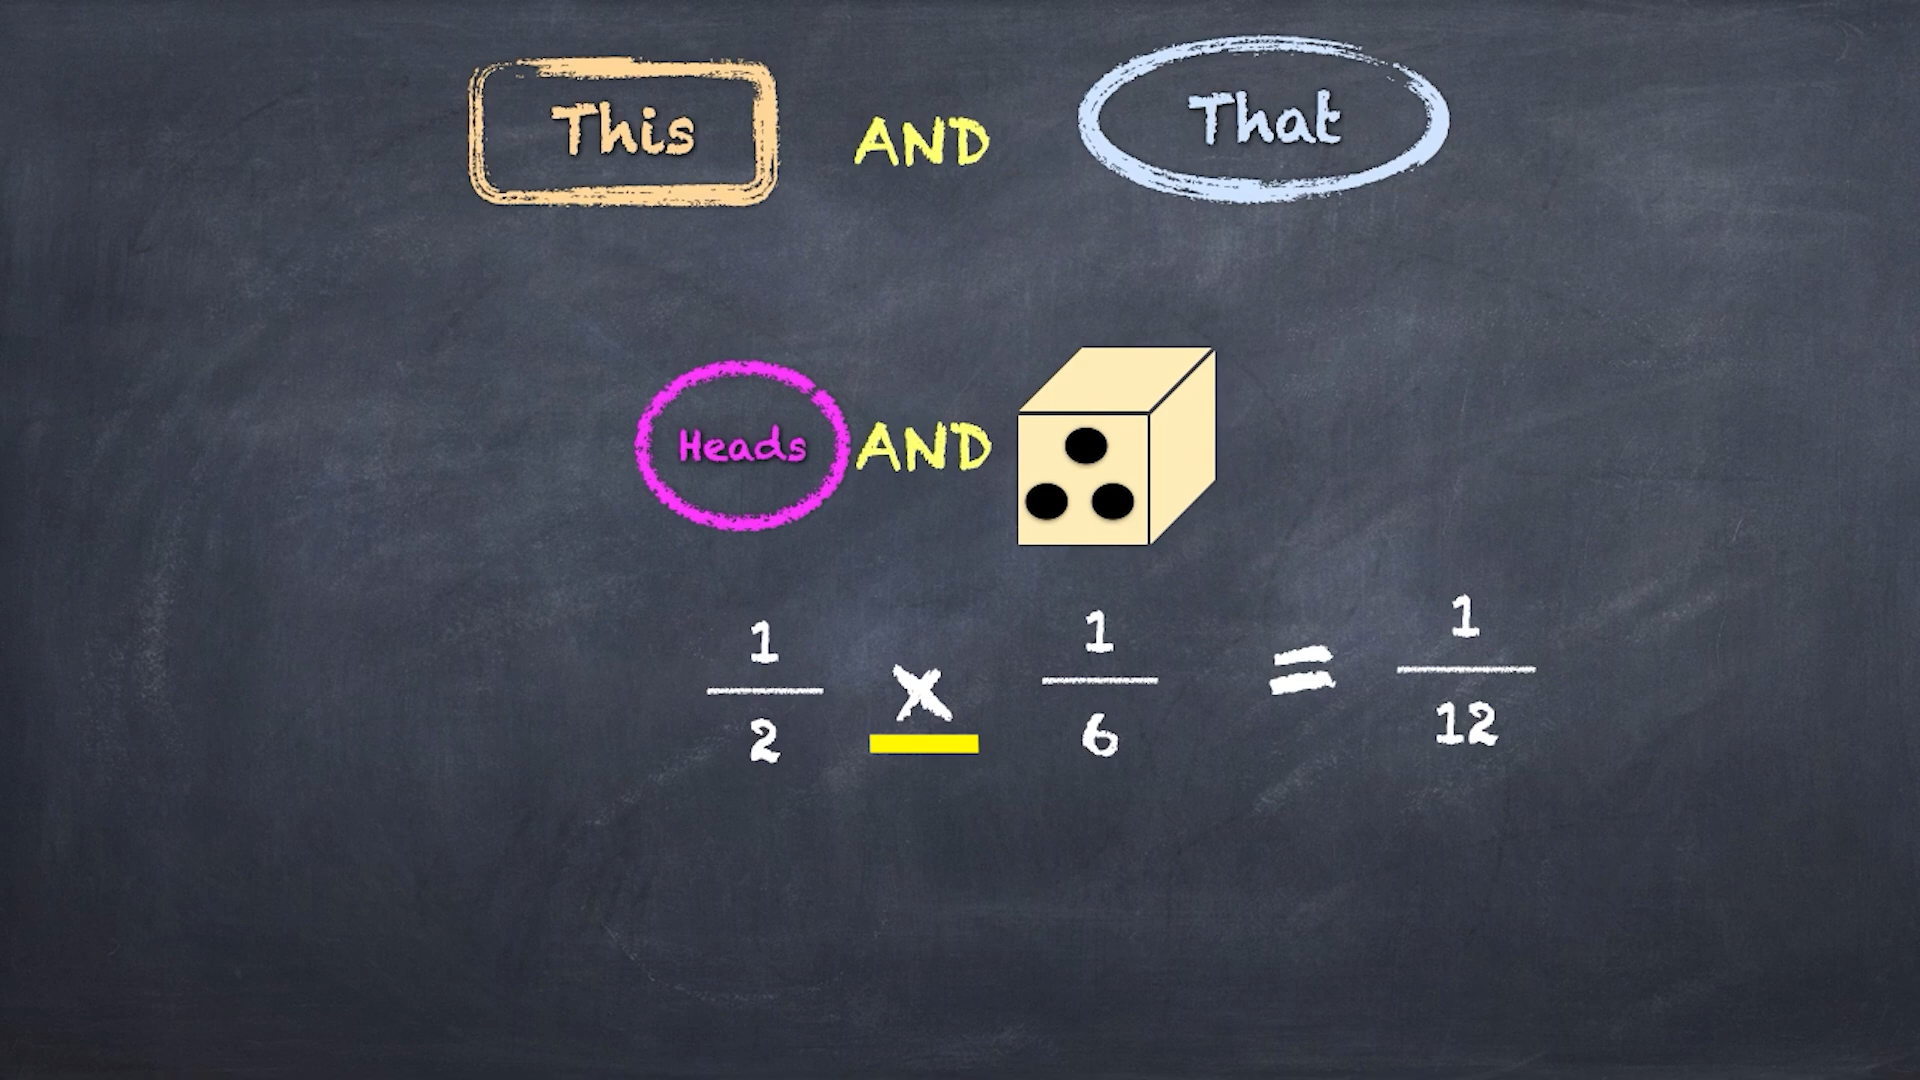 This AND That
Heads AND
1/2 x 1/6 = 1/12